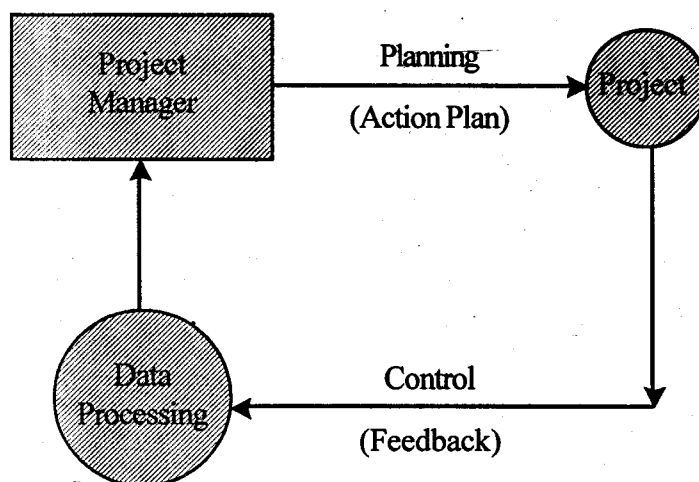 Project
Manager
Planning
(Action Plan)
Project
Data
Processing
Control
(Feedback)